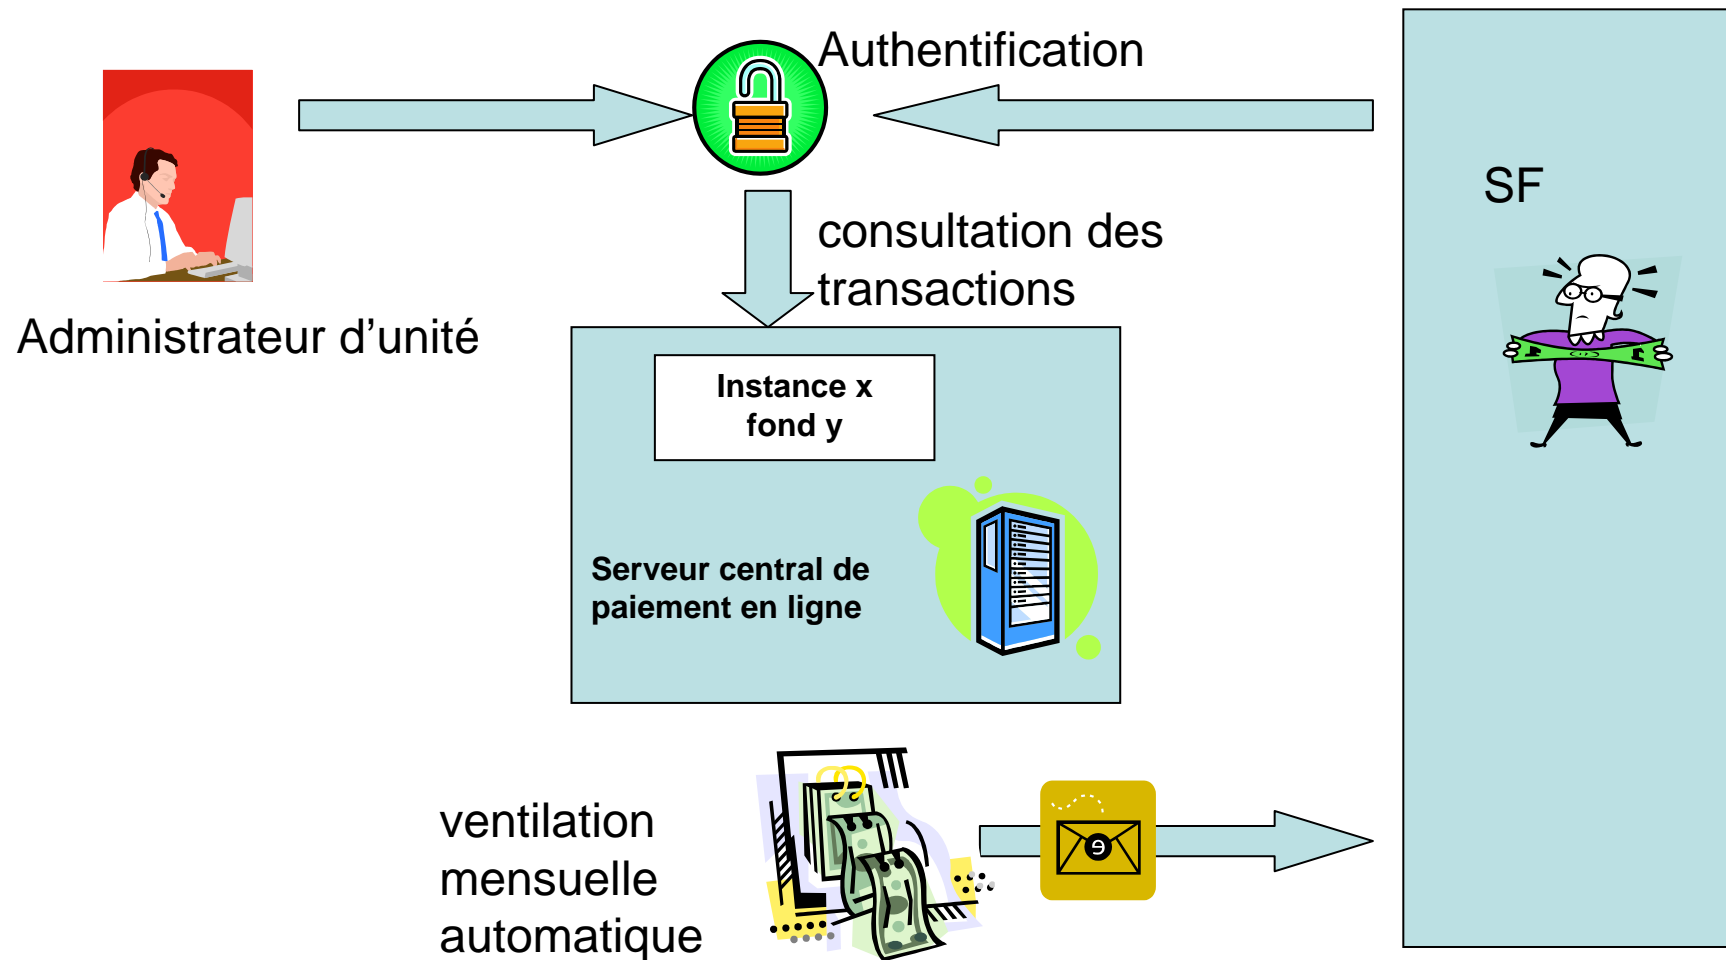 Authentification
SF
consultation des
transactions
Administrateur d’unité
Instance x
fond y
Serveur central de
paiement en ligne
ventilation
mensuelle
automatique